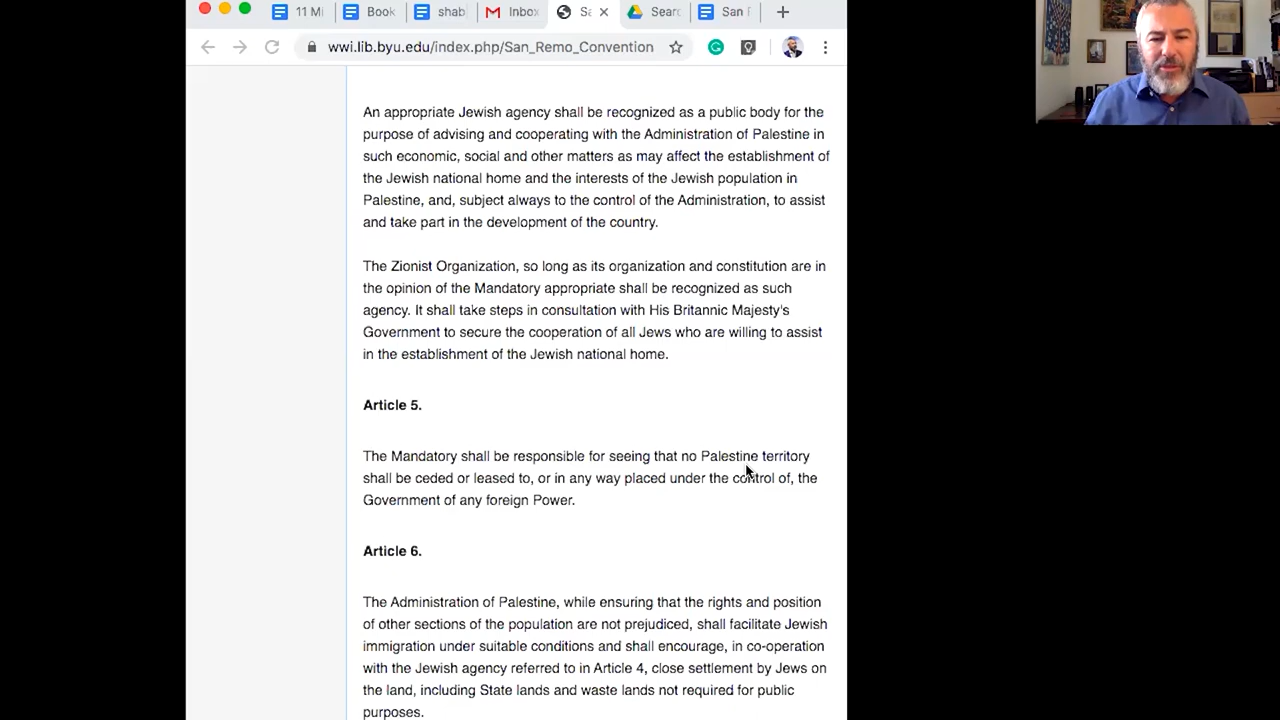 11 Mi
Book
shab
Inbo
Sa
Sear
San
wwi.lib.byu.edu/index.php/San_Remo_Convention
An appropriate Jewish agency shall be recognized as a public body for the
purpose of advising and cooperating with the Administration of Palestine in
such economic, social and other matters as may affect the establishment of
the Jewish national home and the interests of the Jewish population in
Palestine, and, subject always to the control of the Administration, to assist
and take part in the development of the country.
The Zionist Organization, so long as its organization and constitution are in
the opinion of the Mandatory appropriate shall be recognized as such
agency. It shall take steps in consultation with His Britannic Majesty's
Government to secure the cooperation of all Jews who are willing to assist
in the establishment of the Jewish national home.
Article 5.
The Mandatory shall be responsible for seeing that no Palestine territory
shall be ceded or leased to, or in any way placed under the control of, the
Government of any foreign Power.
Article 6.
The Administration of Palestine, while ensuring that the rights and position
of other sections of the population are not prejudiced, shall facilitate Jewish
immigration under suitable conditions and shall encourage, in co-operation
with the Jewish agency referred to in Article 4, close settlement by Jews on
the land, including State lands and waste lands not required for public
purposes.